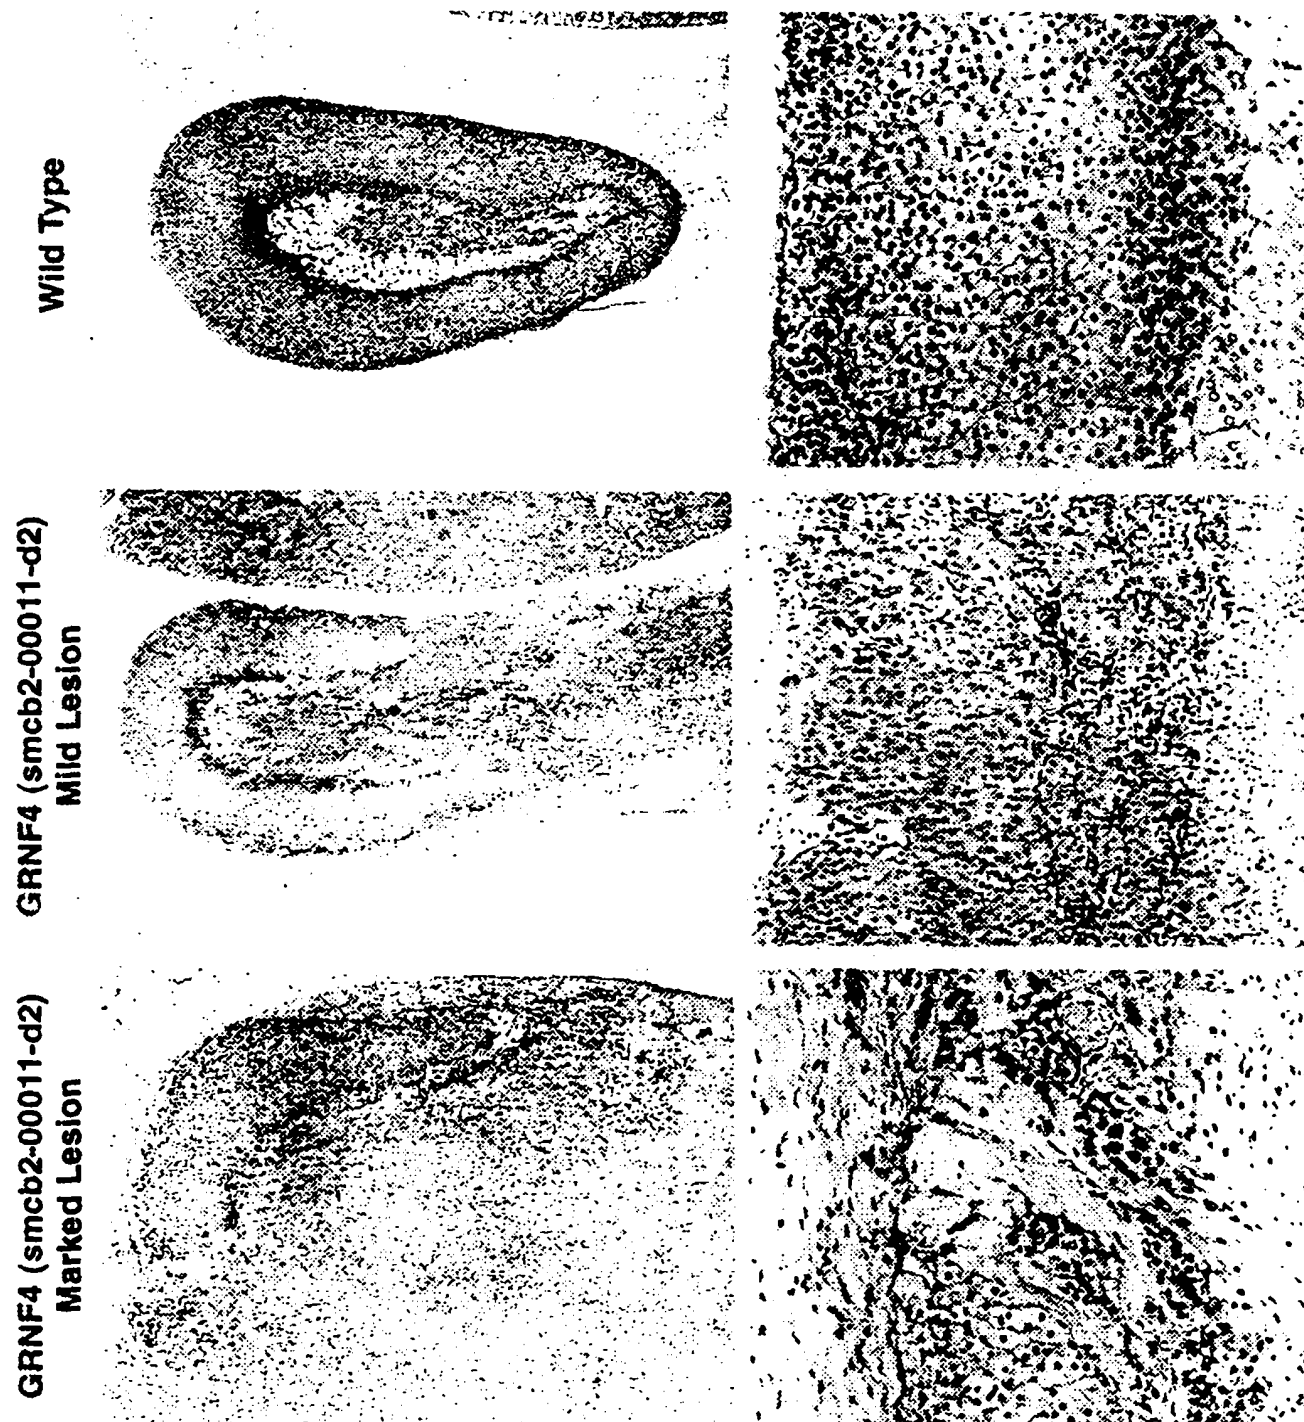 Wild Type
GRNF4 (smcb2-00011-d2)
Mild Lesion
GRNF4 (smcb2-00011-d2)
Marked Lesion